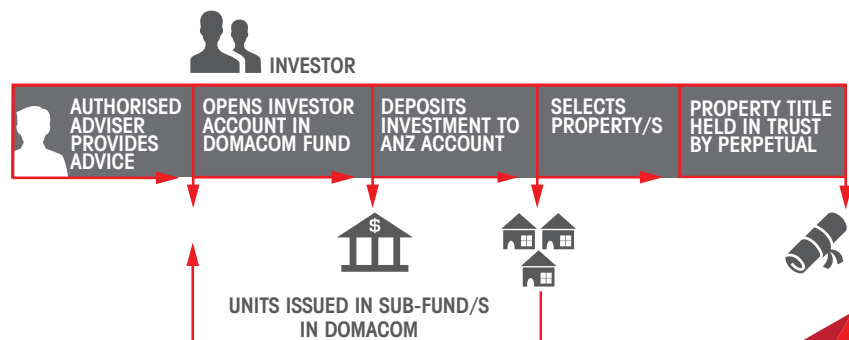 INVESTOR
AUTHORISED
ADVISER
PROVIDES
ADVICE
OPENS INVESTOR
ACCOUNT IN
DOMACOM FUND
DEPOSITS
INVESTMENT TO
ANZ ACCOUNT
SELECTS
PROPERTY/S
PROPERTY TITLE
HELD IN TRUST
BY PERPETUAL
$
UNITS ISSUED IN SUB-FUND/S
IN DOMACOM